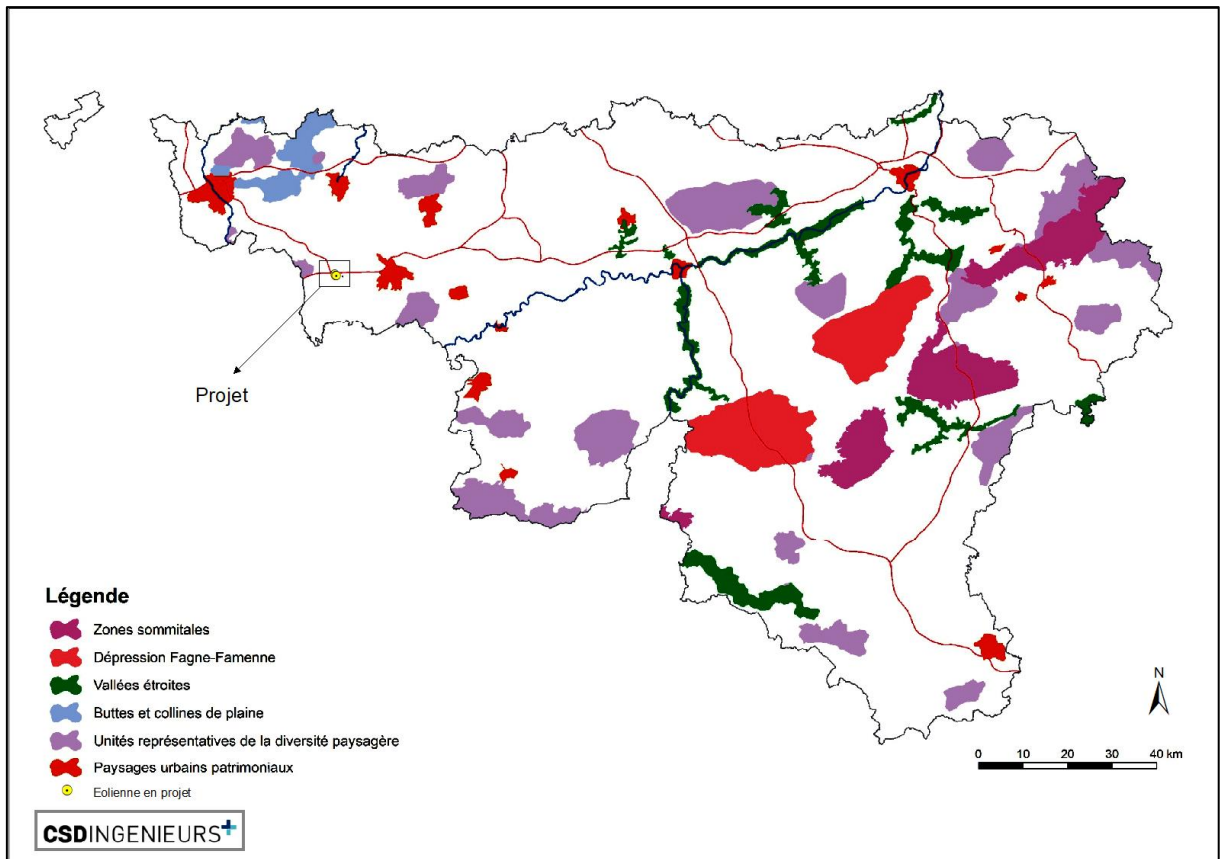 Projet
Légende
Zones sommitales
Dépression Fagne-Famenne
Vallées étroites
Buttes et collines de plaine
Unités représentatives de la diversité paysagère
Paysages urbains patrimoniaux
Eolienne en projet
CSDINGENIEURS+
N
0 10 20 30 40 km